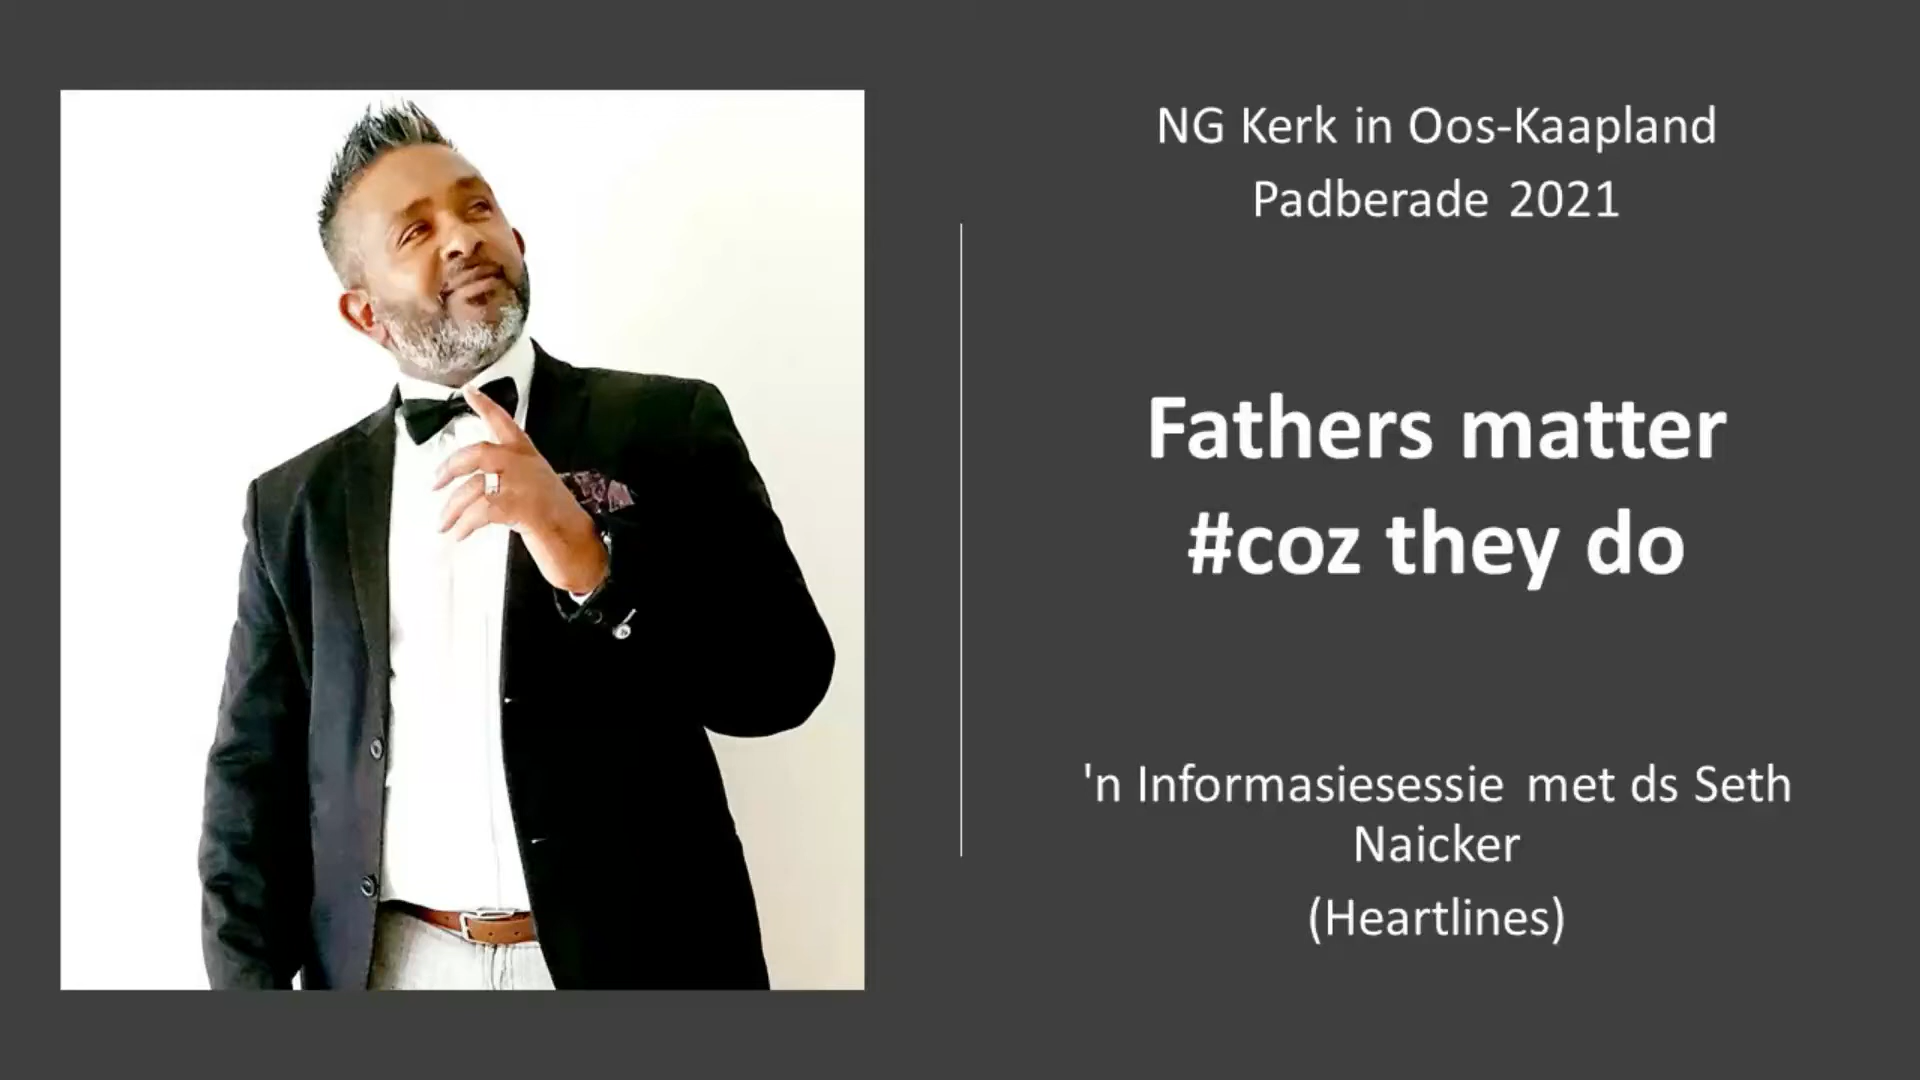 NG Kerk in Oos-Kaapland
Padberade 2021
Fathers matter
#coz they do
'n Informasiesessie met ds Seth
Naicker
(Heartlines)